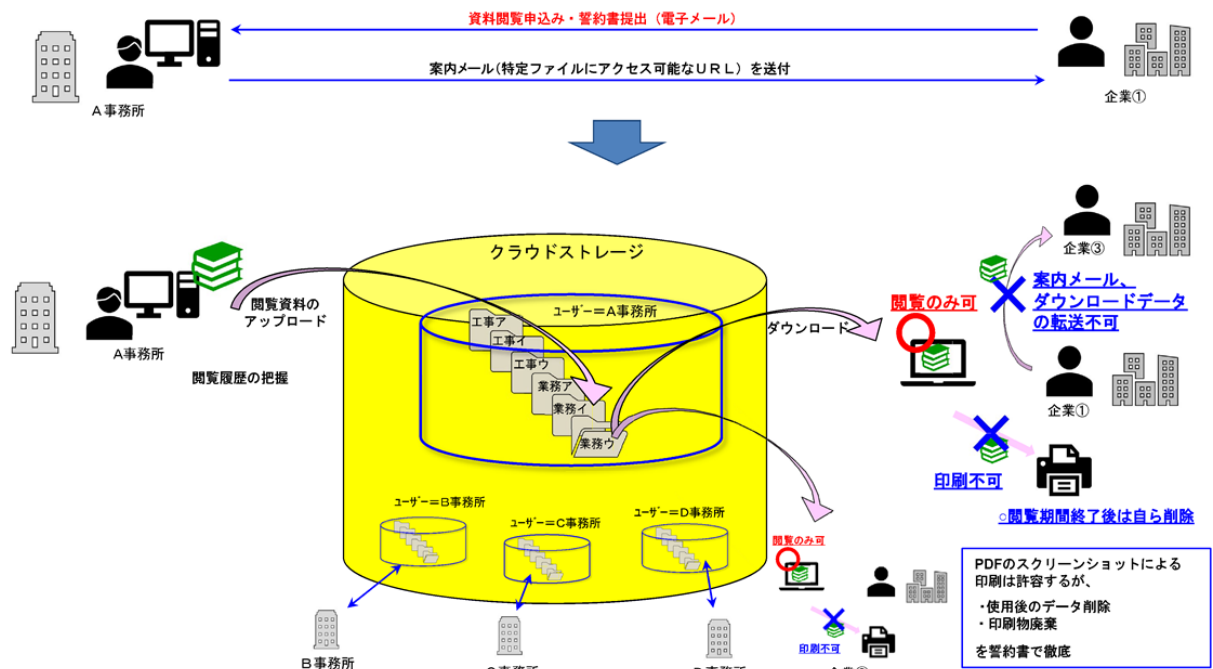 資料閲覧申込み・誓約書提出（電子メール）
案内メール（特定ファイルにアクセス可能なＵＲＬ）を送付
Ａ事務所
企業①
クラウドストレージ
企業③
閲覧資料の
アップロード
ユーザー＝Ａ事務所
工事ア
工事イ
工事ウ
業務ア
業務イ
業務ウ
ダウンロード
閲覧のみ可
案内メール、
ダウンロードデータ
の転送不可
A事務所
閲覧履歴の把握
企業①
印刷不可
○閲覧期間終了後は自ら削除
ユーザー＝Ｂ事務所
ユーザー＝Ｃ事務所
ユーザー＝Ｄ事務所
閲覧のみ可
印刷不可
PDFのスクリーンショットによる
印刷は許容するが、
・使用後のデータ削除
・印刷物廃棄
を誓約書で徹底
Ｂ事務所